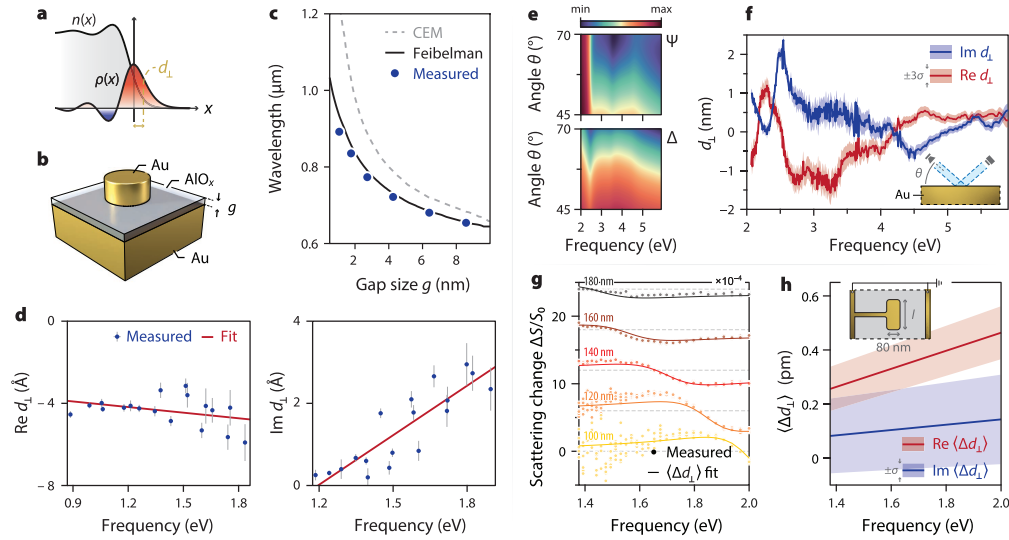 a
n(x)
ρ(x)
d⊥
x
b
Au
AlOx
g
Au
c
1.2
1.0
0.8
0.6
Wavelength (μm)
CEM
Feibelman
Measured
2 4 6 8
Gap size g (nm)
d
0
−4
−8
Re d⊥ (Å)
Measured Fit
0.9 1.2 1.5 1.8
Frequency (eV)
4
2
0
Im d⊥ (Å)
1.2 1.5 1.8
Frequency (eV)
e
min max
70
45
Angle θ (°)
Ψ
70
45
Angle θ (°)
Δ
2 3 4 5
Frequency (eV)
f
2
1
0
-1
−2
d⊥ (nm)
Im d⊥
±3σ
Re d⊥
θ
Au
2 3 4 5
Frequency (eV)
g
180 nm
×10⁻⁴
160 nm
140 nm
120 nm
100 nm
24
18
12
6
0
Scattering change ΔS/S0
Measured
⟨Δd⊥⟩ fit
1.4 1.6 1.8 2.0
Frequency (eV)
h
0.6
0.4
0.2
0
⟨Δd⊥⟩ (pm)
l
80 nm
Re ⟨Δd⊥⟩
±σ
Im ⟨Δd⊥⟩
1.4 1.6 1.8 2.0
Frequency (eV)